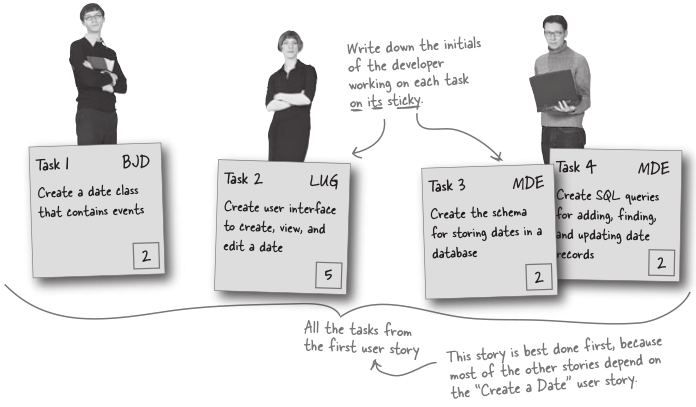 Write down the initials
of the developer
working on each task
on its sticky.
Task 1 BJD
Create a date class
that contains events
2
Task 2 LUG
Create user interface
to create, view, and
edit a date
5
Task 3 MDE
Create the schema
for storing dates in a
database
2
Task 4 MDE
Create SQL queries
for adding, finding,
and updating date
records
2
All the tasks from
the first user story
This story is best done first, because
most of the other stories depend on
the "Create a Date" user story.